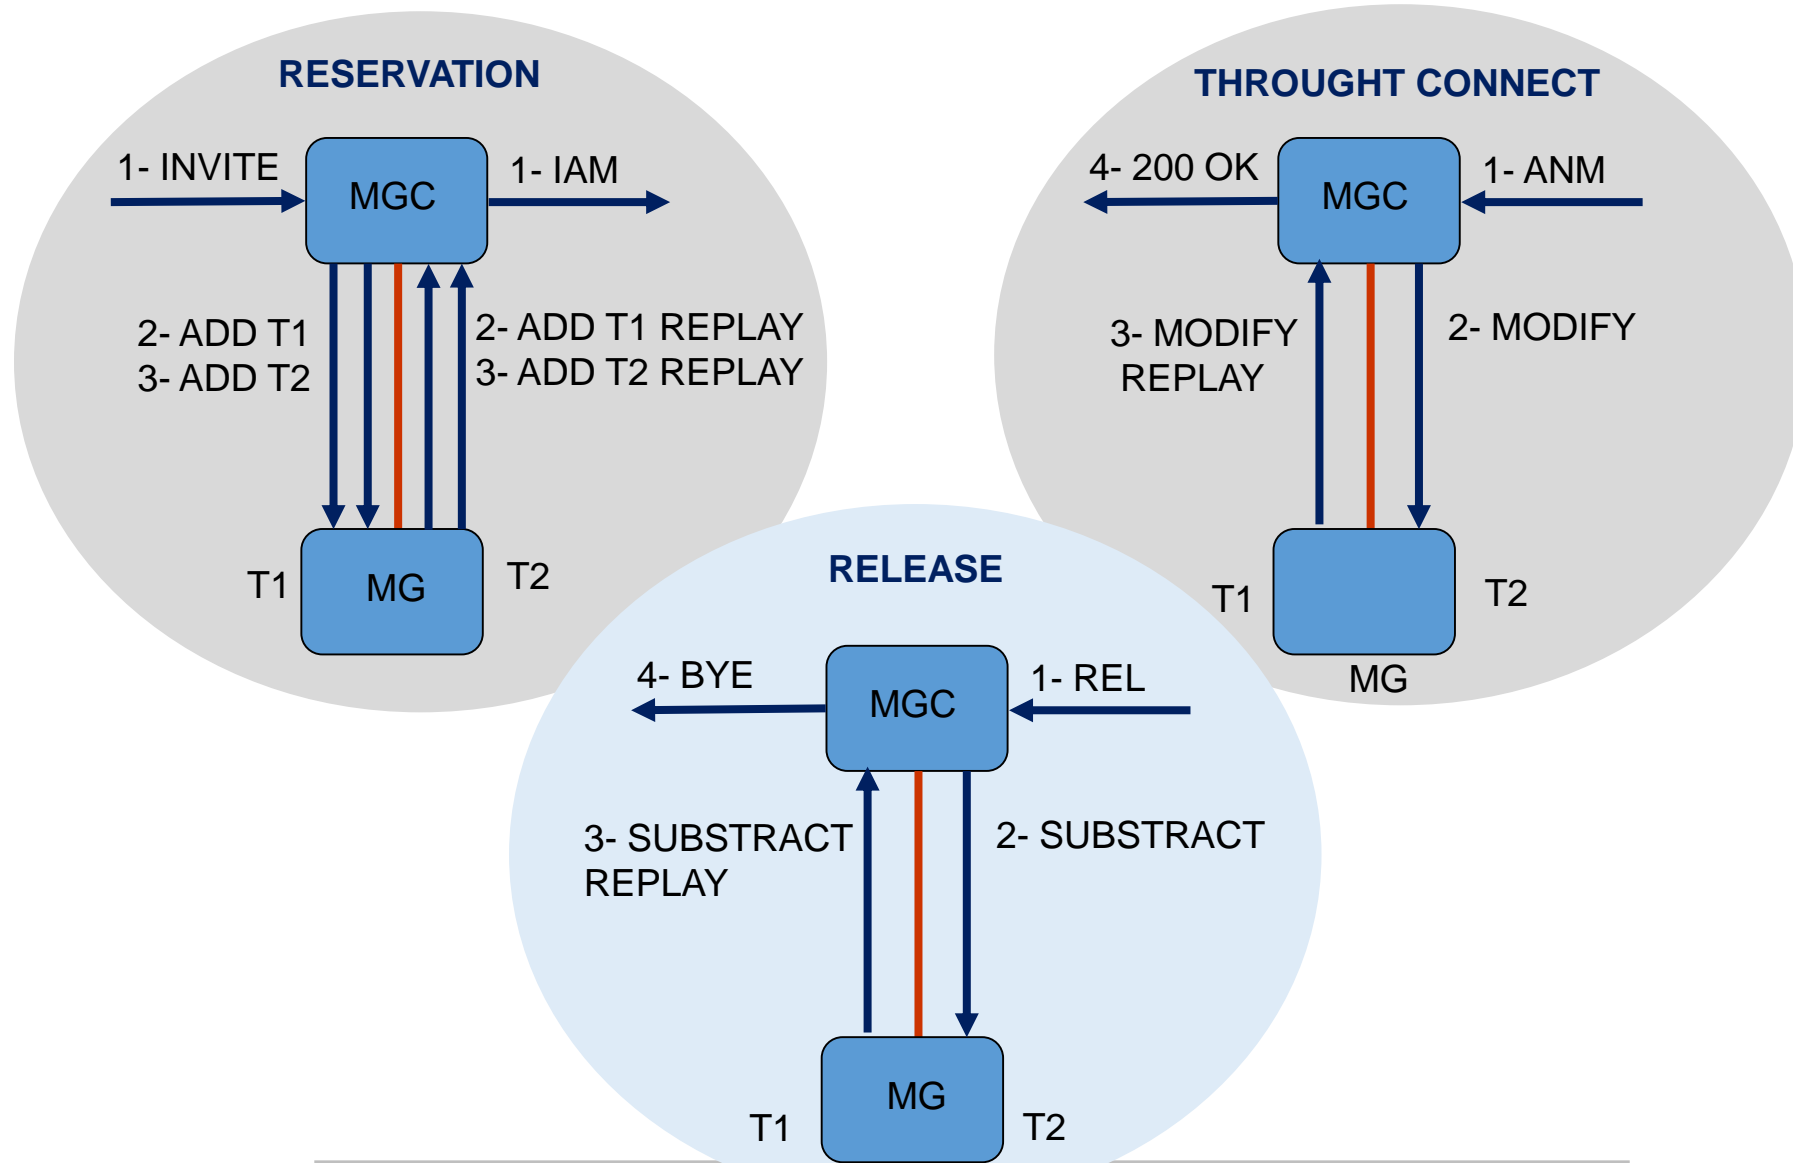 RESERVATION
1- INVITE
MGC
1- IAM
2- ADD T1
3- ADD T2
2- ADD T1 REPLAY
3- ADD T2 REPLAY
T1
MG
T2
THROUGHT CONNECT
4- 200 OK
MGC
1- ANM
3- MODIFY
REPLAY
2- MODIFY
T1
T2
MG
RELEASE
4- BYE
MGC
1- REL
3- SUBSTRACT
REPLAY
2- SUBSTRACT
T1
MG
T2